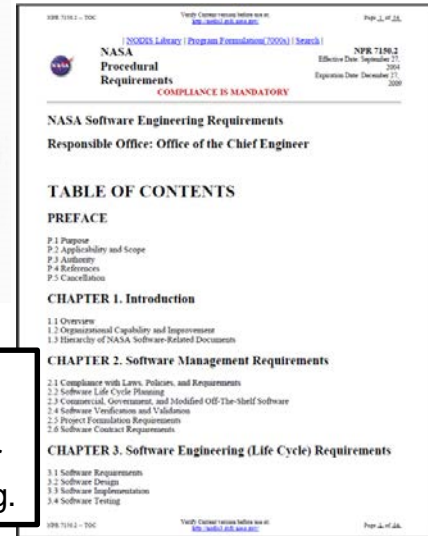 NPR 7150.2 -- TOC
Verify Current version before use at:
Page 1 of
| NODIS Library | Program Formulation(7000s) | Search |
NASA
Procedural
Requirements
NPR 7150.2
Effective Date: September 27,
2004
Expiration Date: December 27,
2009
COMPLIANCE IS MANDATORY
NASA Software Engineering Requirements
Responsible Office: Office of the Chief Engineer
TABLE OF CONTENTS
PREFACE
P.1 Purpose
P.2 Applicability and Scope
P.3 Authority
P.4 References
P.5 Cancellation
CHAPTER 1. Introduction
1.1 Overview
1.2 Organizational Capability and Improvement
1.3 Hierarchy of NASA Software-Related Documents
CHAPTER 2. Software Management Requirements
2.1 Compliance with Laws, Policies, and Requirements
2.2 Software Life Cycle Planning
2.3 Commercial, Government, and Modified Off-The-Shelf Software
2.4 Software Verification and Validation
2.5 Project Formulation Requirements
2.6 Software Contract Requirements
g.
CHAPTER 3. Software Engineering (Life Cycle) Requirements
3.1 Software Requirements
3.2 Software Design
3.3 Software Implementation
3.4 Software Testing
NPR 7150.2 -- TOC
Verify Current version before use at:
Page 1 of